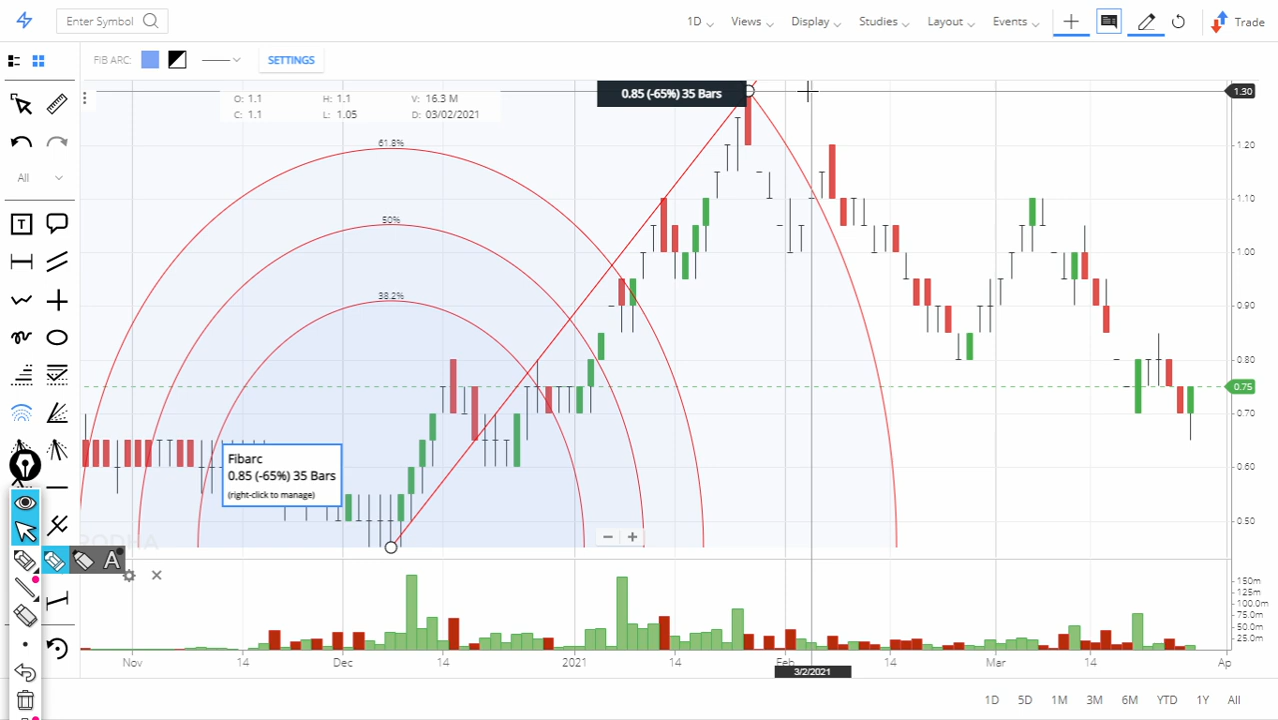 Enter Symbol
1D
Views
Display
Studies
Layout
Events
Trade
FIB ARC:
SETTINGS
0.85 (-65%) 35 Bars
O: 1.1 H: 1.1 V: 16.3 M
C: 1.1 L: 1.05 D: 03/02/2021
All
T
61.8%
50%
38.2%
Fibarc
0.85 (-65%) 35 Bars
(right-click to manage)
1.30
1.20
1.10
1.00
0.90
0.80
0.75
0.70
0.60
0.50
A
150m
125m
100.0m
75.0m
50.0m
25.0m
Nov 14 Dec 14 2021 14 Feb 14 Mar 14 Ap
3/2/2021
1D 5D 1M 3M 6M YTD 1Y All